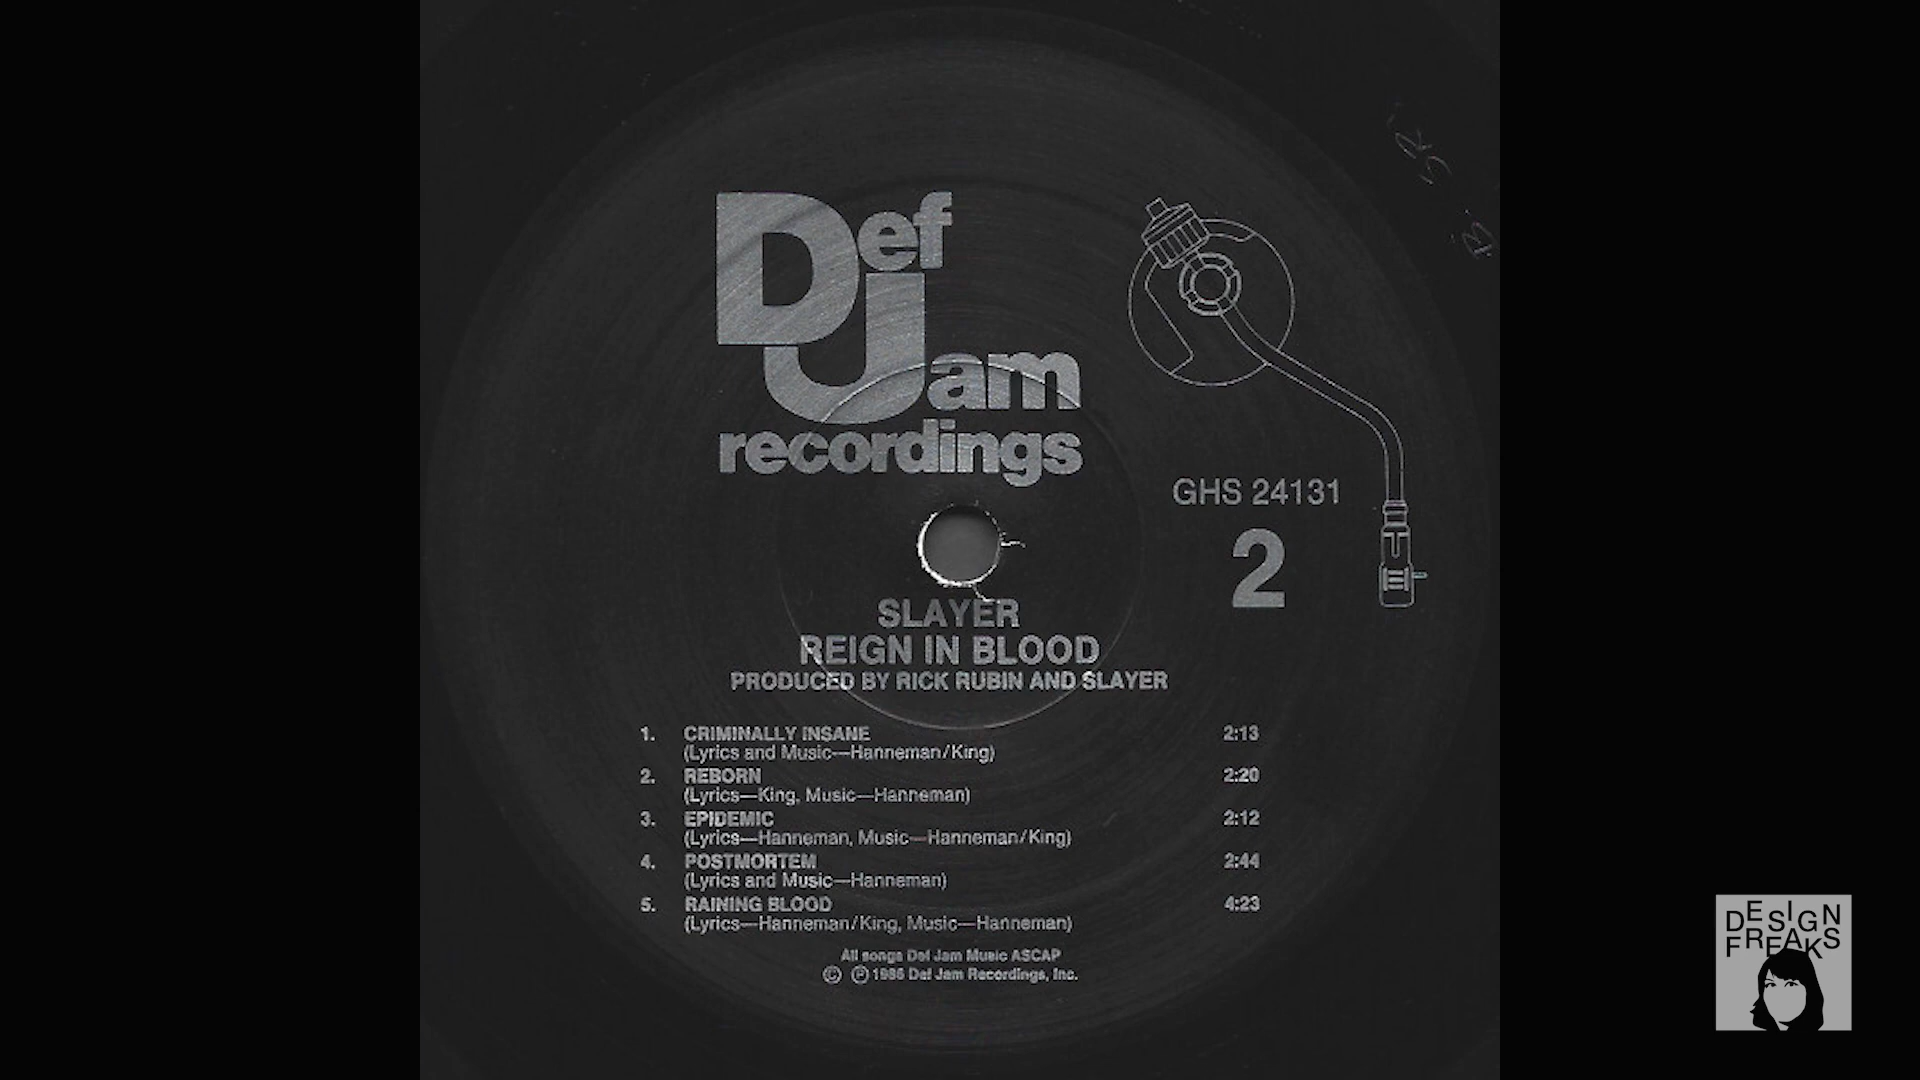 Def
Jam
recordings
GHS 24131
2
SLAYER
REIGN IN BLOOD
PRODUCED BY RICK RUBIN AND SLAYER
1. CRIMINALLY INSANE 2:13
(Lyrics and Music—Hanneman/King)
2. REBORN 2:20
(Lyrics—King, Music—Hanneman)
3. EPIDEMIC 2:12
(Lyrics—Hanneman, Music—Hanneman/King)
4. POSTMORTEM 2:44
(Lyrics and Music—Hanneman)
5. RAINING BLOOD 4:23
(Lyrics—Hanneman/King, Music—Hanneman)
All songs Def Jam Music ASCAP
© ℗ 1986 Def Jam Recordings, Inc.
DESIGN
FREAKS